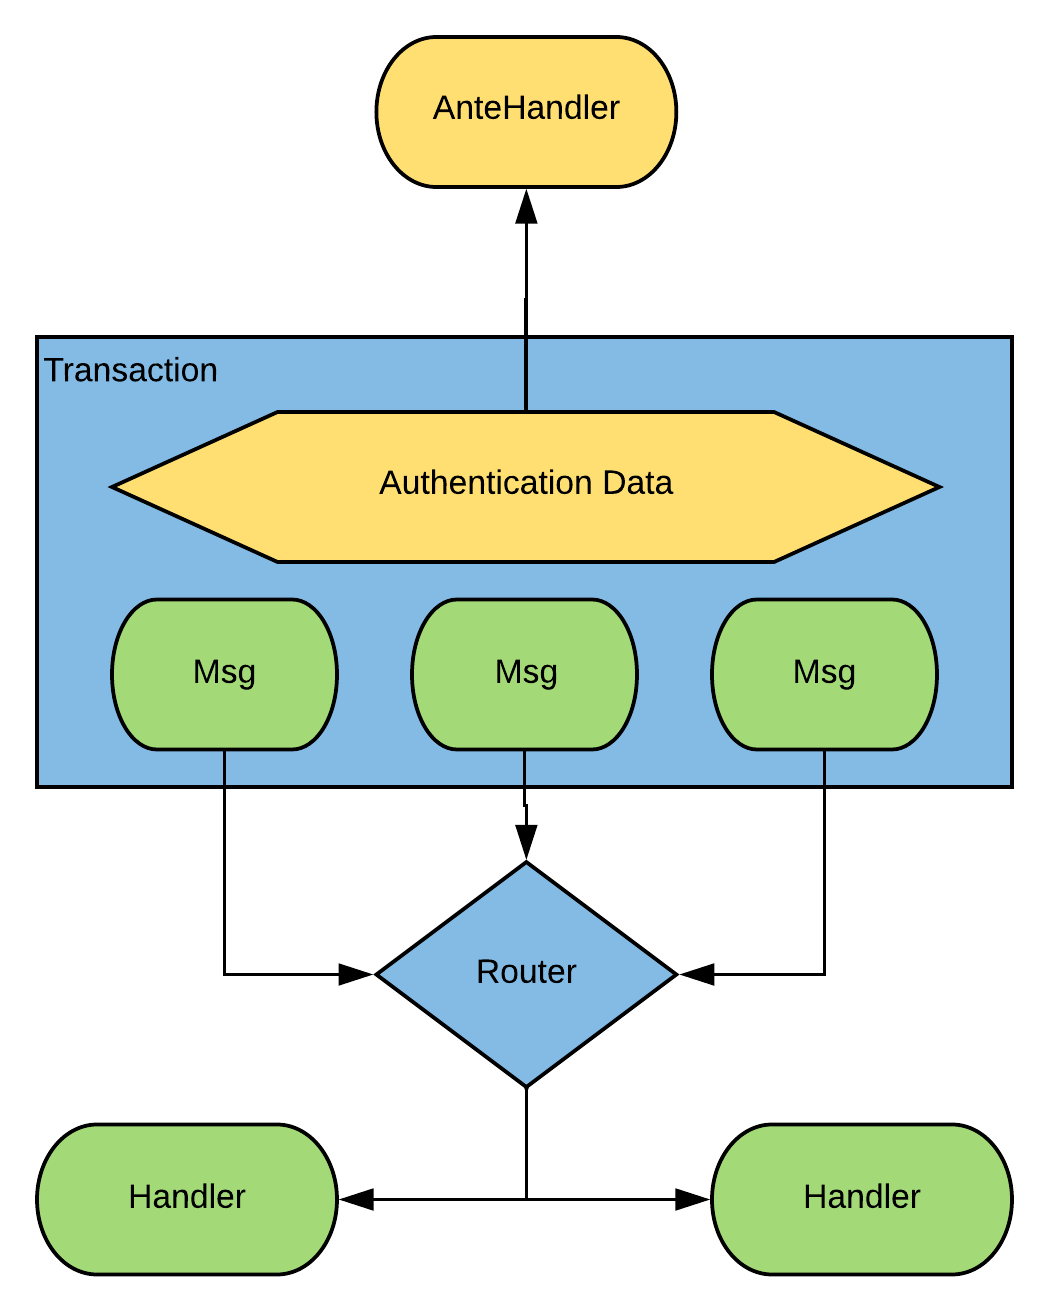 AnteHandler
Transaction
Authentication Data
Msg
Msg
Msg
Router
Handler
Handler